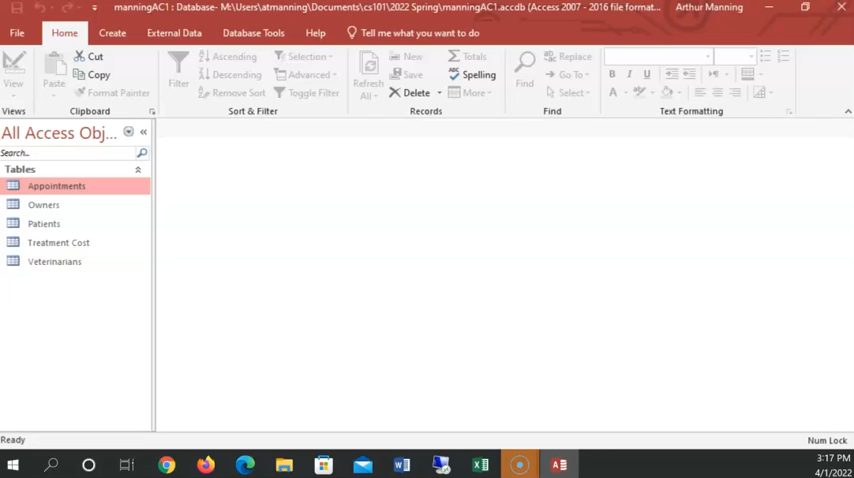 manningAC1 : Database- M:\Users\atmanning\Documents\cs101\2022 Spring\manningAC1.accdb (Access 2007 - 2016 file format... Arthur Manning
File Home Create External Data Database Tools Help Tell me what you want to do
View Paste Cut Copy Format Painter
Filter Ascending Descending Remove Sort Selection Advanced Toggle Filter
Refresh All New Save Delete Totals Spelling More
Find Replace Go To Select
B I U A
Views Clipboard Sort & Filter Records Find Text Formatting
All Access Obj...
Search...
Tables
Appointments
Owners
Patients
Treatment Cost
Veterinarians
Ready Num Lock
3:17 PM
4/1/2022